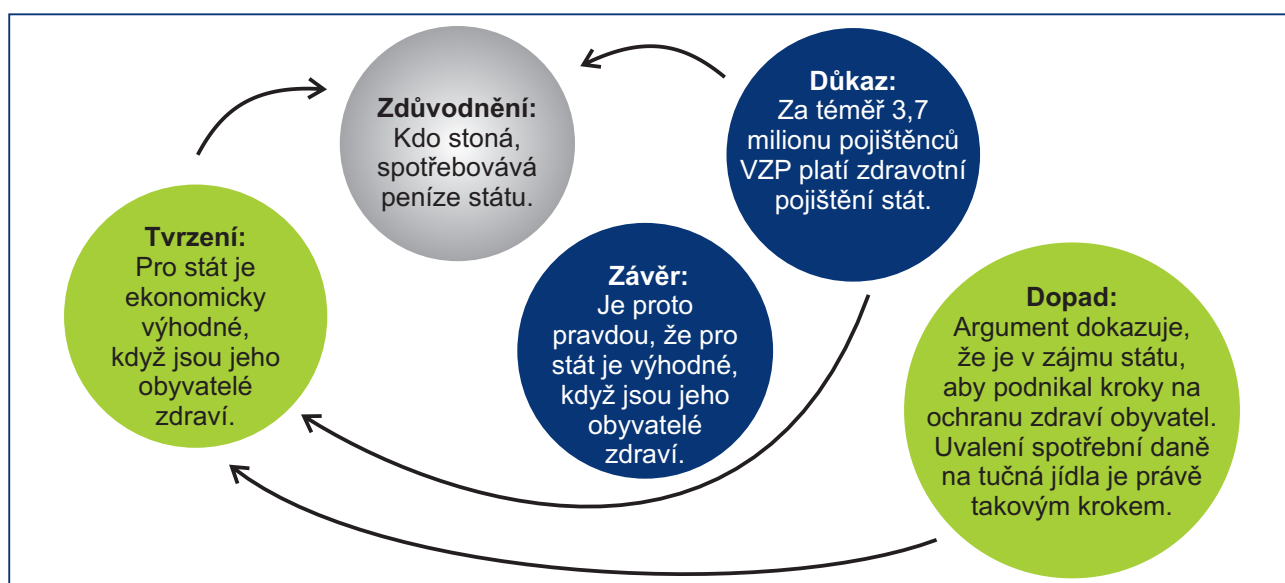 Tvrzení:
Pro stát je
ekonomicky
výhodné,
když jsou jeho
obyvatelé
zdraví.
Zdůvodnění:
Kdo stoná,
spotřebovává
peníze státu.
Důkaz:
Za téměř 3,7
milionu pojištěnců
VZP platí zdravotní
pojištění stát.
Závěr:
Je proto
pravdou, že pro
stát je výhodné,
když jsou jeho
obyvatelé
zdraví.
Dopad:
Argument dokazuje,
že je v zájmu státu,
aby podnikal kroky na
ochranu zdraví obyvatel.
Uvalení spotřební daně
na tučná jídla je právě
takovým krokem.